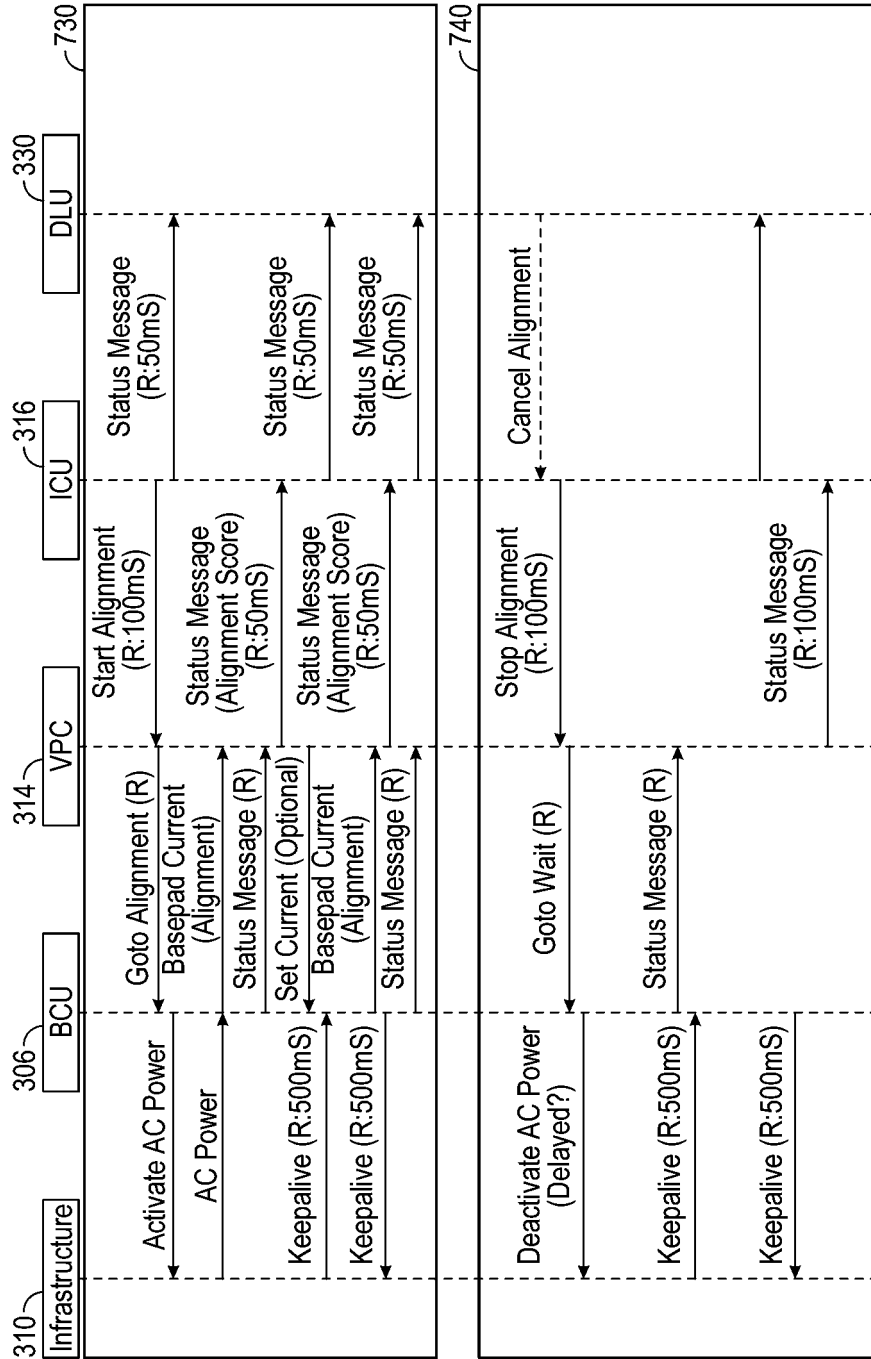 310
306
314
316
330
Infrastructure
BCU
VPC
ICU
DLU
730
Start Alignment
(R:100mS)
Goto Alignment (R)
Activate AC Power
Status Message
(R:50mS)
AC Power
Basepad Current
(Alignment)
Status Message (R)
Status Message
(Alignment Score)
(R:50mS)
Set Current (Optional)
Keepalive (R:500mS)
Status Message
(R:50mS)
Basepad Current
(Alignment)
Keepalive (R:500mS)
Status Message
(Alignment Score)
(R:50mS)
Status Message (R)
Status Message
(R:50mS)
740
Cancel Alignment
Stop Alignment
(R:100mS)
Goto Wait (R)
Deactivate AC Power
(Delayed?)
Status Message (R)
Keepalive (R:500mS)
Keepalive (R:500mS)
Status Message
(R:100mS)